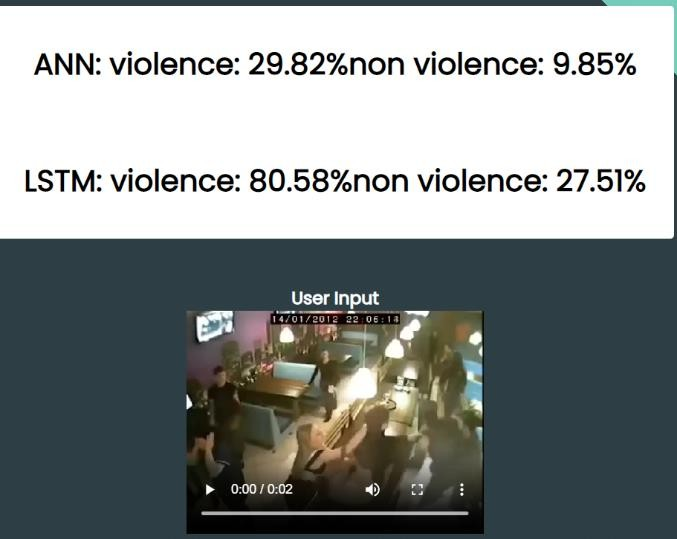 ANN: violence: 29.82%non violence: 9.85%
LSTM: violence: 80.58%non violence: 27.51%
User Input
14/01/2012 22:06:18
0:00 / 0:02